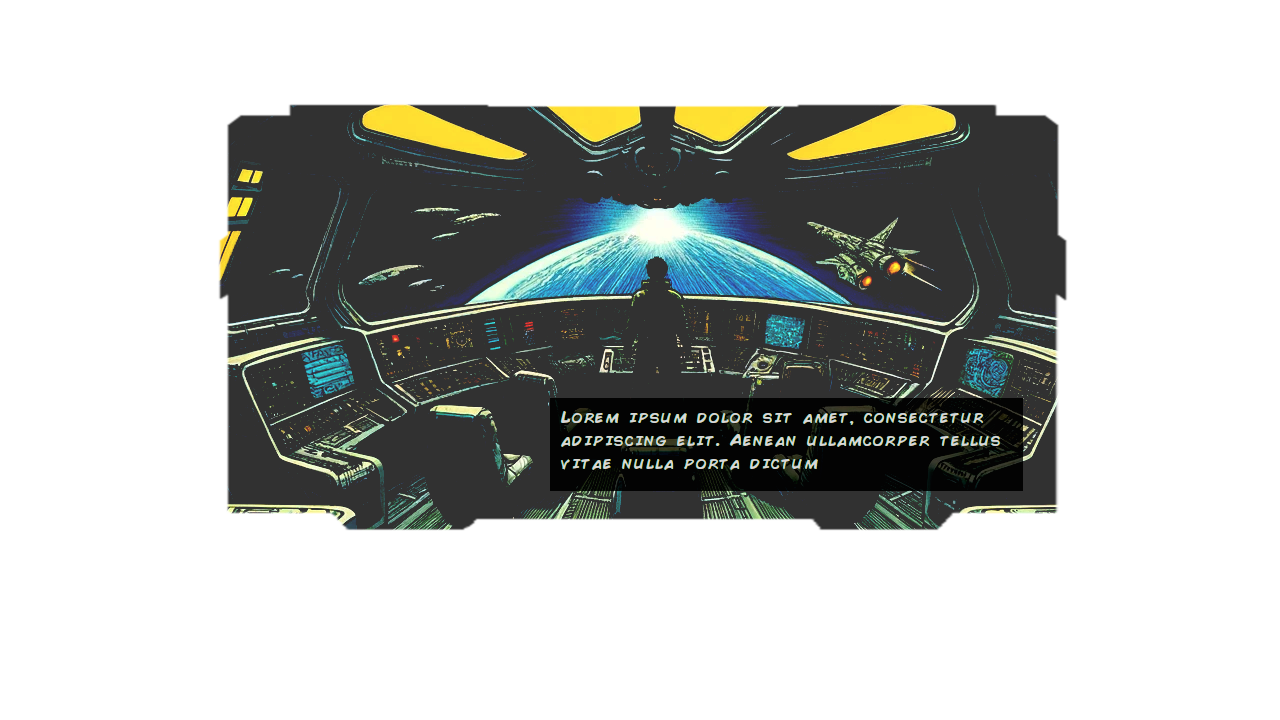 Lorem ipsum dolor sit amet, consectetur
adipiscing elit. Aenean ullamcorper tellus
vitae nulla porta dictum